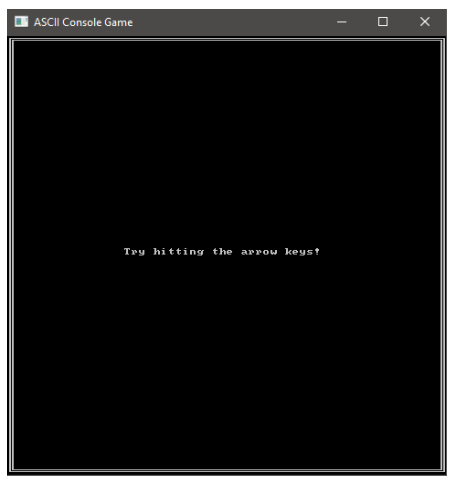 ASCII Console Game
Try hitting the arrow keys!